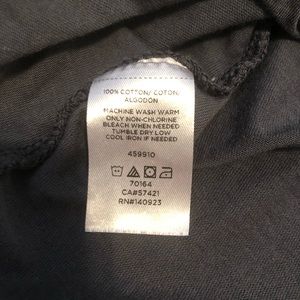 100% COTTON/ COTON/
ALGODON
MACHINE WASH WARM
ONLY NON-CHLORINE
BLEACH WHEN NEEDED
TUMBLE DRY LOW
COOL IRON IF NEEDED
459910
70164
CA#57421
RN#140923